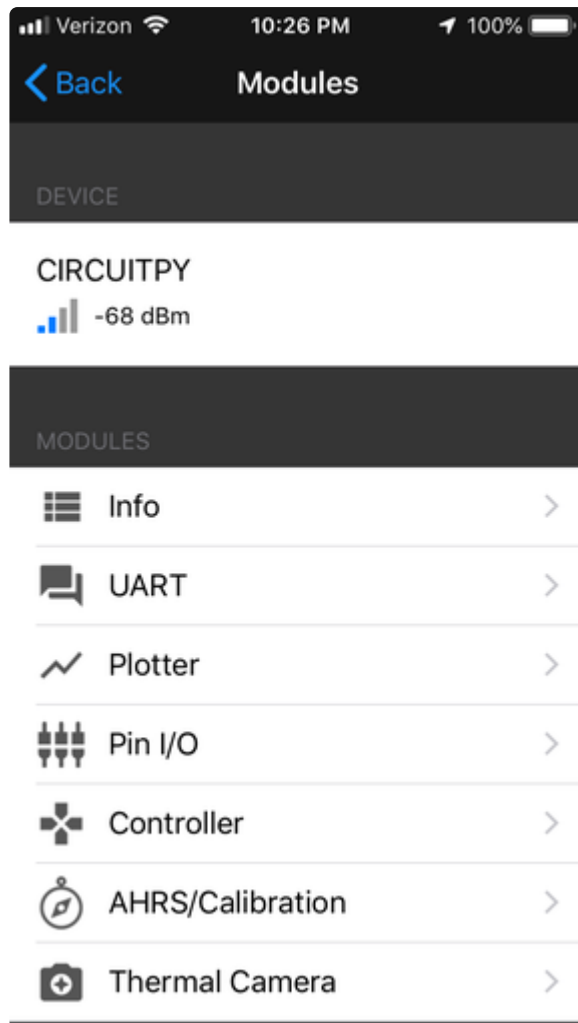 Verizon 10:26 PM 100%
Back Modules
DEVICE
CIRCUITPY
-68 dBm
MODULES
Info
UART
Plotter
Pin I/O
Controller
AHRS/Calibration
Thermal Camera